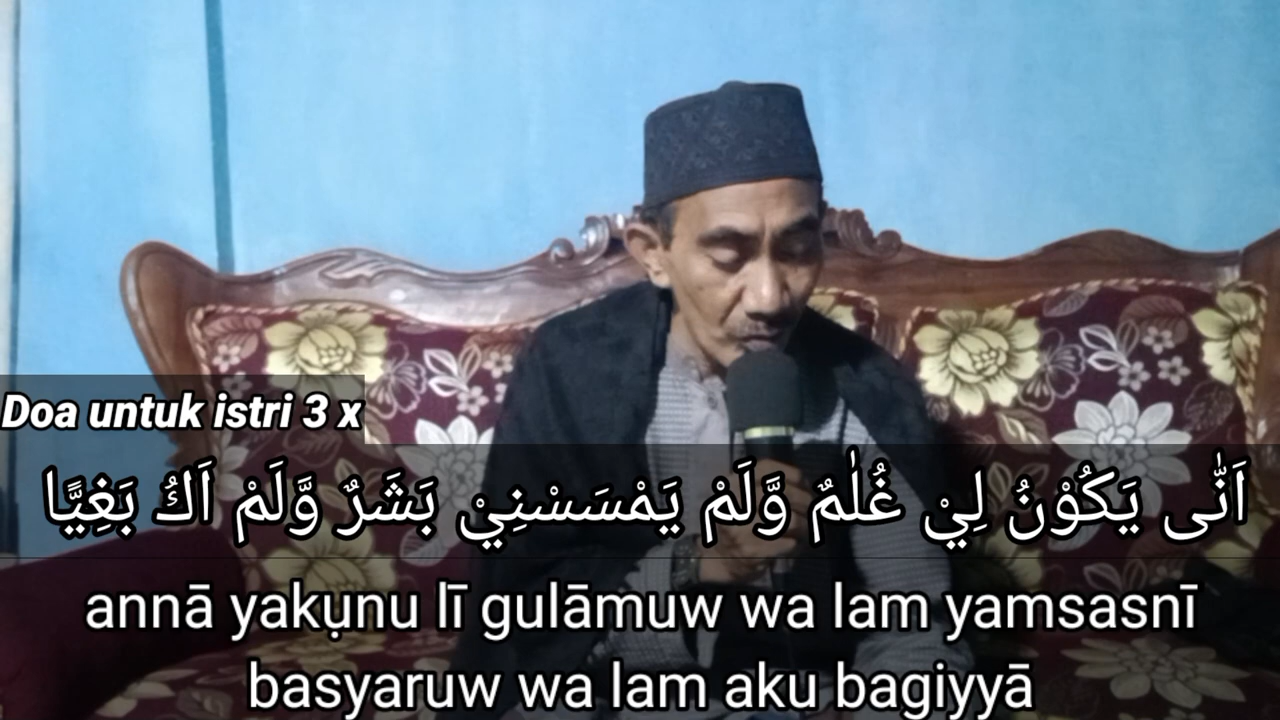 Doa untuk istri 3 x
اَنّٰى يَكُوْنُ لِيْ غُلٰمٌ وَّلَمْ يَمْسَسْنِيْ بَشَرٌ وَّلَمْ اَكُ بَغِيًّا
annā yakụnu lī gulāmuw wa lam yamsasnī
basyaruw wa lam aku bagiyyā